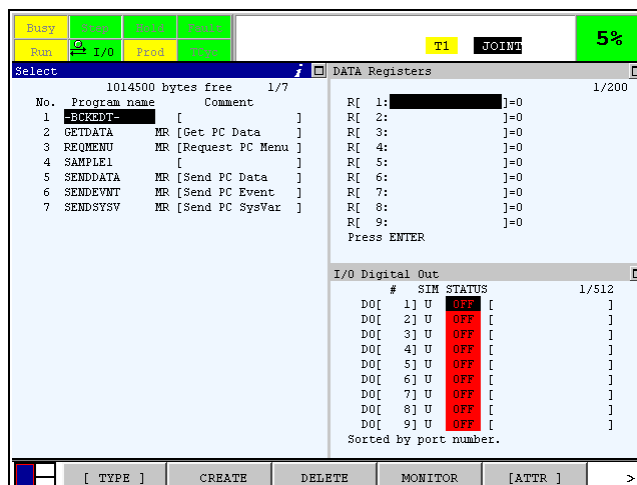 Busy Step Hold Fault
Run I/O Prod TCyc
T1 JOINT
5%
Select i
1014500 bytes free 1/7
No. Program name Comment
1 -BCKEDT- [ ]
2 GETDATA MR [Get PC Data ]
3 REQMENU MR [Request PC Menu ]
4 SAMPLE1 [ ]
5 SENDDATA MR [Send PC Data ]
6 SENDEVNT MR [Send PC Event ]
7 SENDSYSV MR [Send PC SysVar ]
DATA Registers
1/200
R[ 1: ]=0
R[ 2: ]=0
R[ 3: ]=0
R[ 4: ]=0
R[ 5: ]=0
R[ 6: ]=0
R[ 7: ]=0
R[ 8: ]=0
R[ 9: ]=0
Press ENTER
I/O Digital Out
# SIM STATUS 1/512
DO[ 1] U OFF [ ]
DO[ 2] U OFF [ ]
DO[ 3] U OFF [ ]
DO[ 4] U OFF [ ]
DO[ 5] U OFF [ ]
DO[ 6] U OFF [ ]
DO[ 7] U OFF [ ]
DO[ 8] U OFF [ ]
DO[ 9] U OFF [ ]
Sorted by port number.
[ TYPE ] CREATE DELETE MONITOR [ATTR ] >